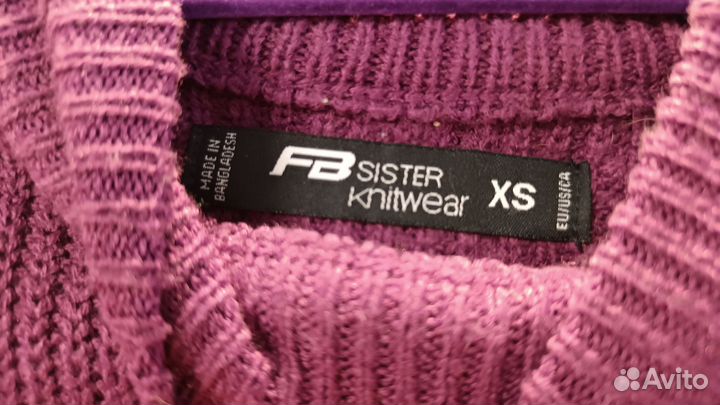 MADE IN
BANGLADESH
FB SISTER
knitwear
XS
EU/US/CA
Avito